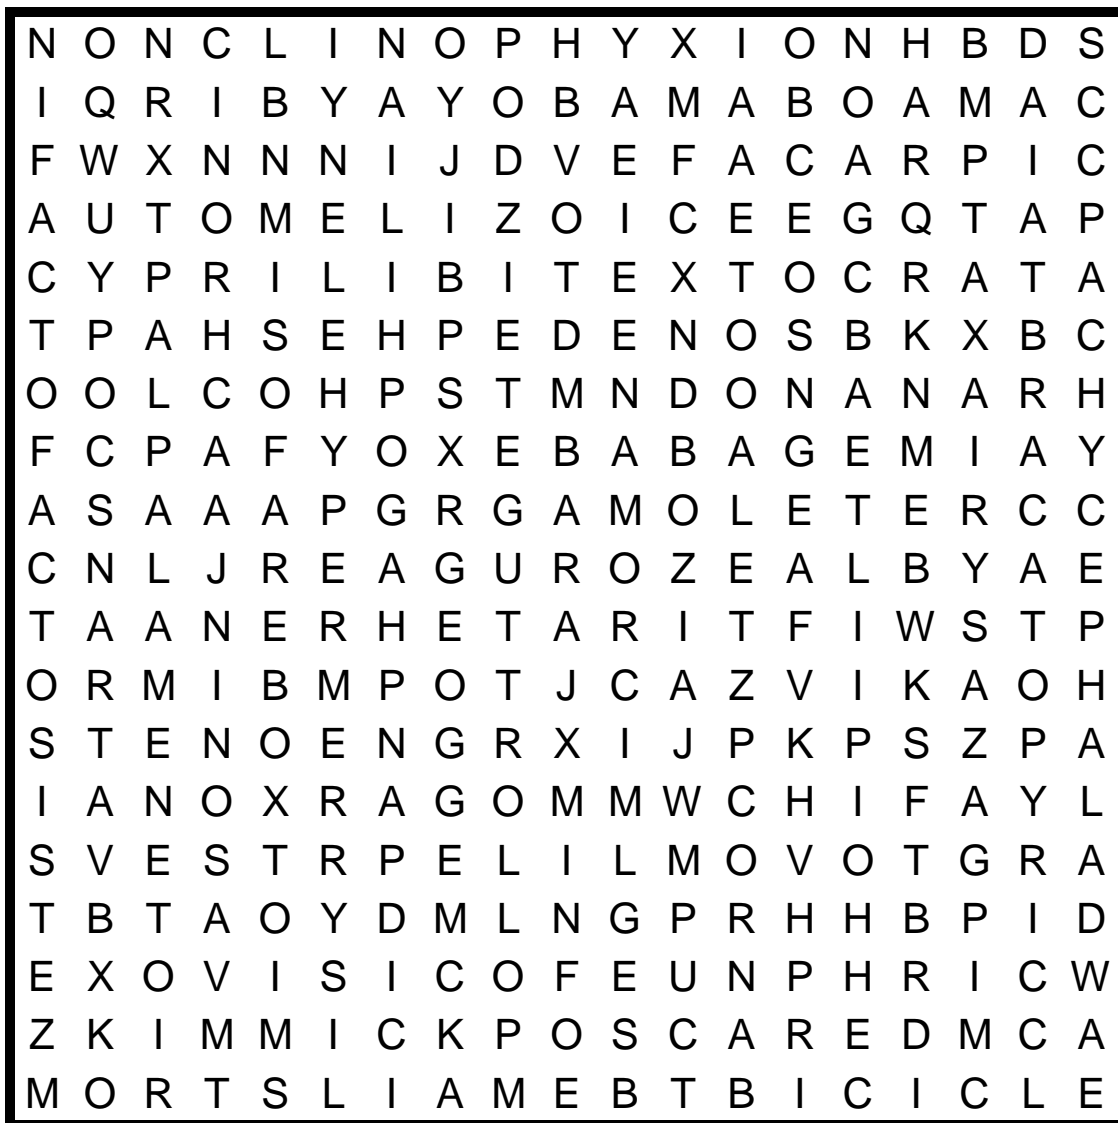 N O N C L I N O P H Y X I O N H B D S
I Q R I B Y A Y O B A M A B O A M A C
F W X N N N I J D V E F A C A R P I C
A U T O M E L I Z O I C E E G Q T A P
C Y P R I L I B I T E X T O C R A T A
T P A H S E H P E D E N O S B K X B C
O O L C O H P S T M N D O N A N A R H
F C P A F Y O X E B A B A G E M I A Y
A S A A A P G R G A M O L E T E R C C
C N L J R E A G U R O Z E A L B Y A E
T A A N E R H E T A R I T F I W S T P
O R M I B M P O T J C A Z V I K A O H
S T E N O E N G R X I J P K P S Z P A
I A N O X R A G O M M W C H I F A Y L
S V E S T R P E L I L M O V O T G R A
T B T A O Y D M L N G P R H H B P I D
E X O V I S I C O F E U N P H R I C W
Z K I M M I C K P O S C A R E D M C A
M O R T S L I A M E B T B I C I C L E